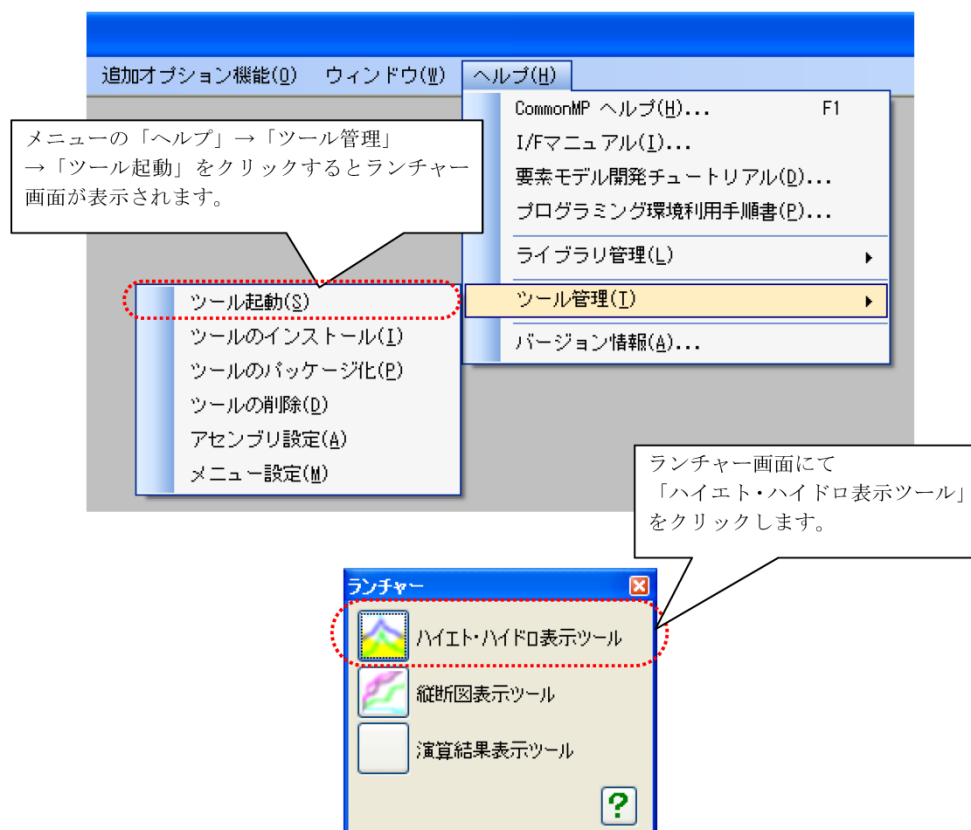 追加オプション機能(O) ウィンドウ(W) ヘルプ(H)
CommonMP ヘルプ(H)... F1
I/Fマニュアル(I)...
要素モデル開発チュートリアル(D)...
プログラミング環境利用手順書(P)...
ライブラリ管理(L)
ツール管理(T)
バージョン情報(A)...
メニューの「ヘルプ」→「ツール管理」
→「ツール起動」をクリックするとランチャー
画面が表示されます。
ツール起動(S)
ツールのインストール(I)
ツールのパッケージ化(P)
ツールの削除(D)
アセンブリ設定(A)
メニュー設定(M)
ランチャー画面にて
「ハイエト・ハイドロ表示ツール」
をクリックします。
ランチャー
ハイエト・ハイドロ表示ツール
縦断図表示ツール
演算結果表示ツール
?